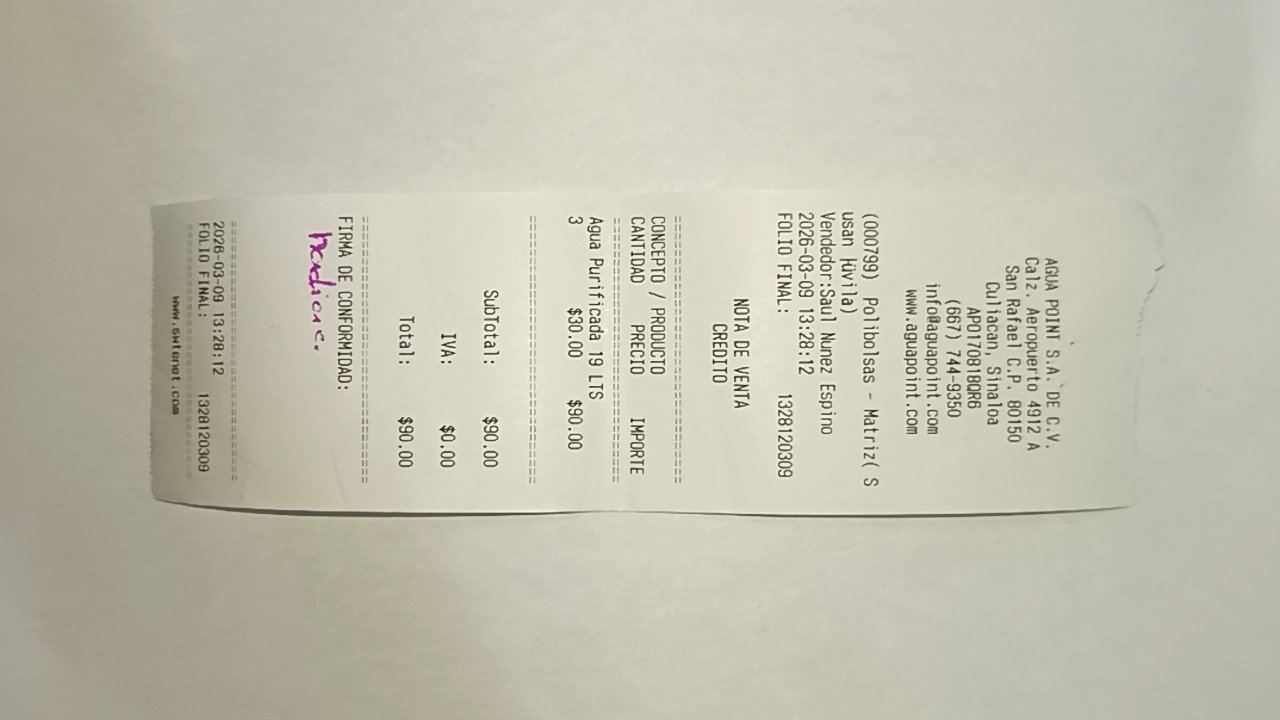 AGUA POINT S.A. DE C.V.
Calz. Aeropuerto 4912 A
San Rafael C.P. 80150
Culiacan, Sinaloa
APO170818QR6
(667) 744-9350
info@aguapoint.com
www.aguapoint.com
(000799) Polibolsas - Matriz( S
usan Jüvila)
Vendedor:Saul Nunez Espino
2026-03-09 13:28:12
FOLIO FINAL: 1328120309
NOTA DE VENTA
CREDITO
===============================
CONCEPTO / PRODUCTO
CANTIDAD PRECIO IMPORTE
===============================
Agua Purificada 19 LTS
3 $30.00 $90.00
===============================
SubTotal: $90.00
IVA: $0.00
Total: $90.00
===============================
FIRMA DE CONFORMIDAD:
===============================
2026-03-09 13:28:12
FOLIO FINAL: 1328120309
===============================
www.6wtenet.com